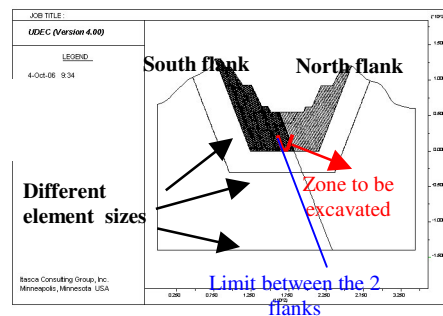 JOB TITLE :
UDEC (Version 4.00)
LEGEND
4-Oct-06 9:34
South flank
North flank
Different
element sizes
Zone to be
excavated
Limit between the 2
flanks
Itasca Consulting Group, Inc.
Minneapolis, Minnesota USA
1.500
1.000
0.500
0.000
-0.500
-1.000
-1.500
0.250 0.750 1.250 1.750 2.250 2.750 3.250